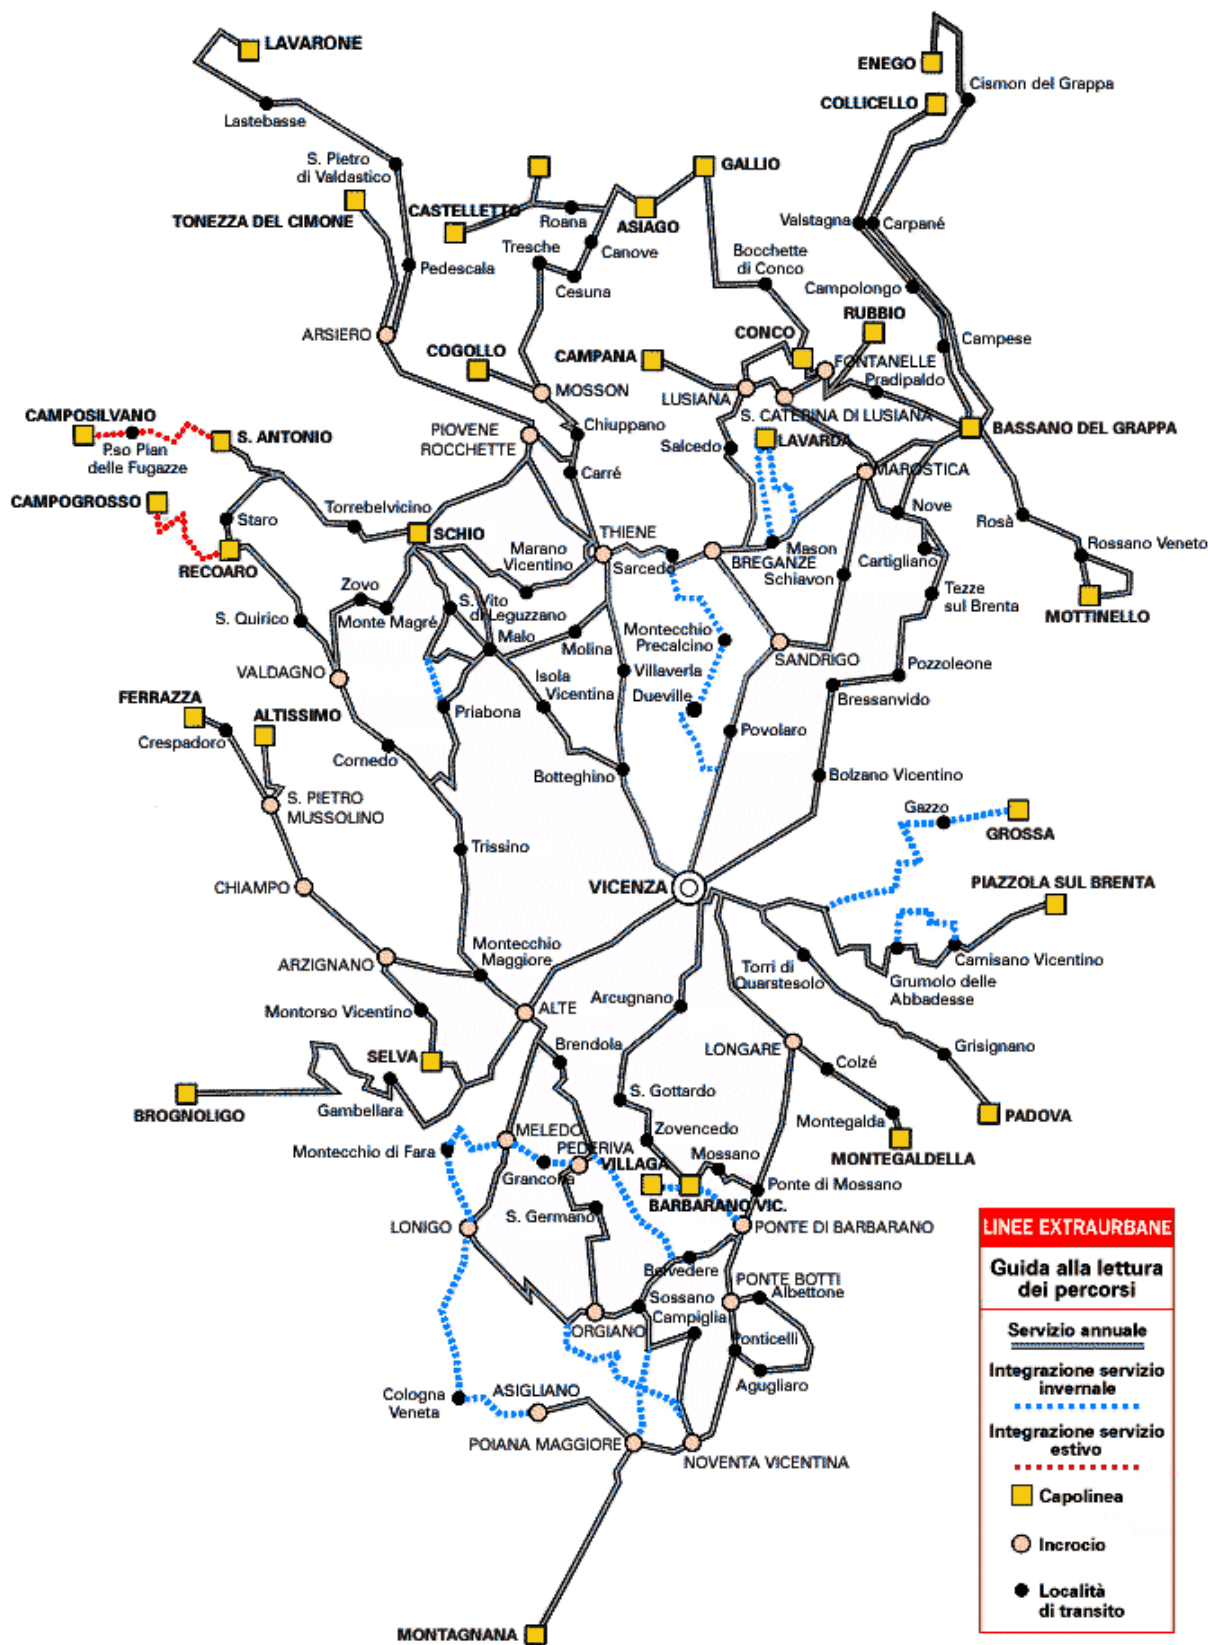 LAVARONE
ENEGO
Cismon del Grappa
COLLICELLO
Lastebasse
S. Pietro
di Valdastico
GALLIO
TONEZZA DEL CIMONE
CASTELLETTO
Roana
ASIAGO
Valstagna
Carpané
Tresche
Canove
Bocchette
di Conco
Pedescala
Cesuna
Campolongo
RUBBIO
ARSIERO
CONCO
Campese
COGOLLO
CAMPANA
FONTANELLE
Pradipaldo
MOSSON
LUSIANA
S. CATERINA DI LUSIANA
CAMPOSILVANO
S. ANTONIO
Chiuppano
BASSANO DEL GRAPPA
PIOVENE
ROCCHETTE
LAVARDA
P.so Pian
delle Fugazze
Salcedo
Carré
MAROSTICA
CAMPOGROSSO
Torrebelvicino
Nove
Staro
Rosà
SCHIO
THIENE
Marano
Vicentino
Mason
Rossano Veneto
RECOARO
Sarcedo
BREGANZE
Cartigliano
Schiavon
Zovo
Tezze
sul Brenta
S. Quirico
Monte Magré
S. Vito
di Leguzzano
MOTTINELLO
Malo
Molina
Montecchio
Precalcino
SANDRIGO
VALDAGNO
Isola
Vicentina
Villaverla
Pozzoleone
FERRAZZA
Dueville
Bressanvido
ALTISSIMO
Priabona
Crespadoro
Povolaro
Cornedo
Botteghino
Bolzano Vicentino
S. PIETRO
MUSSOLINO
Gazzo
GROSSA
Trissino
CHIAMPO
VICENZA
PIAZZOLA SUL BRENTA
Montecchio
Maggiore
ARZIGNANO
Torri di
Quarstesolo
Camisano Vicentino
Grumolo delle
Abbadesse
Montorso Vicentino
ALTE
Arcugnano
Brendola
LONGARE
Grisignano
SELVA
Colzé
Gambellara
S. Gottardo
BROGNOLIGO
Montegalda
PADOVA
MELEDO
Zovencedo
Montecchio di Fara
PEDERIVA
VILLAGA
Mossano
MONTEGALDELLA
Grancona
Ponte di Mossano
BARBARANO VIC.
S. Germano
LONIGO
PONTE DI BARBARANO
Belvedere
PONTE BOTTI
Albettone
Sossano
ORGIANO
Campiglia
Ponticelli
Agugliaro
Cologna
Veneta
ASIGLIANO
POIANA MAGGIORE
NOVENTA VICENTINA
MONTAGNANA
LINEE EXTRAURBANE
Guida alla lettura
dei percorsi
Servizio annuale
Integrazione servizio
invernale
Integrazione servizio
estivo
Capolinea
Incrocio
Località
di transito